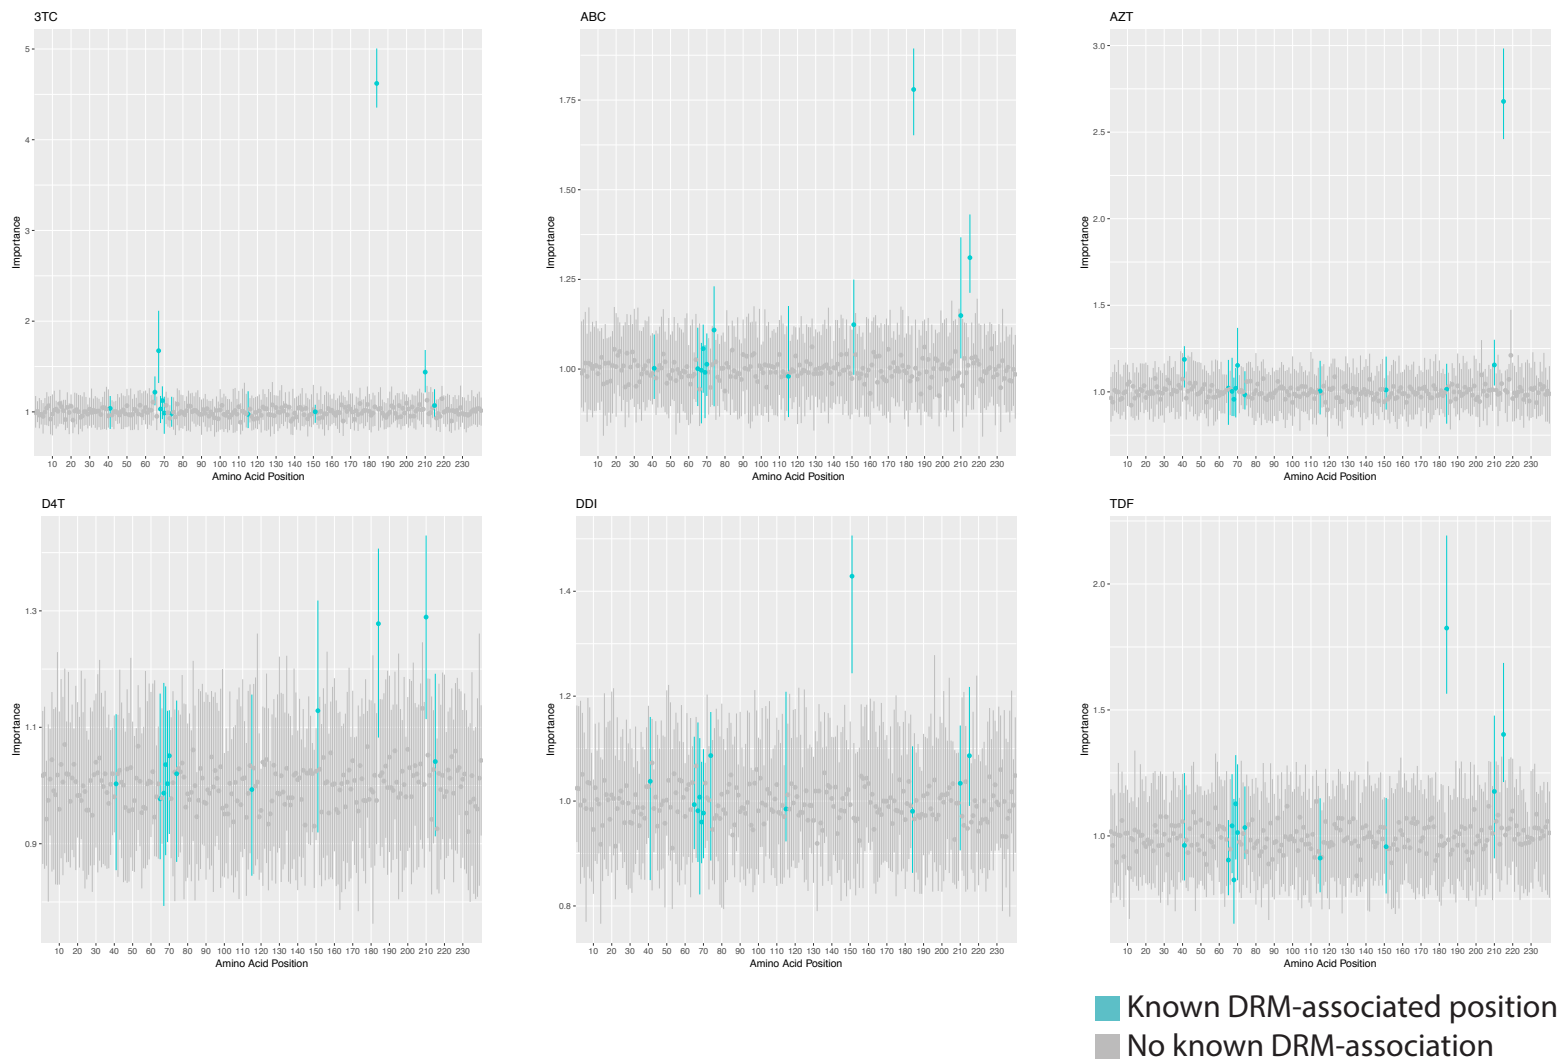 3TC
5
4
3
2
1
Importance
10 20 30 40 50 60 70 80 90 100 110 120 130 140 150 160 170 180 190 200 210 220 230
Amino Acid Position
ABC
1.75
1.50
1.25
1.00
Importance
10 20 30 40 50 60 70 80 90 100 110 120 130 140 150 160 170 180 190 200 210 220 230
Amino Acid Position
AZT
3.0
2.5
2.0
1.5
1.0
Importance
10 20 30 40 50 60 70 80 90 100 110 120 130 140 150 160 170 180 190 200 210 220 230
Amino Acid Position
D4T
1.3
1.1
0.9
Importance
10 20 30 40 50 60 70 80 90 100 110 120 130 140 150 160 170 180 190 200 210 220 230
Amino Acid Position
DDI
1.4
1.2
1.0
0.8
Importance
10 20 30 40 50 60 70 80 90 100 110 120 130 140 150 160 170 180 190 200 210 220 230
Amino Acid Position
TDF
2.0
1.5
1.0
Importance
10 20 30 40 50 60 70 80 90 100 110 120 130 140 150 160 170 180 190 200 210 220 230
Amino Acid Position
Known DRM-associated position
No known DRM-association